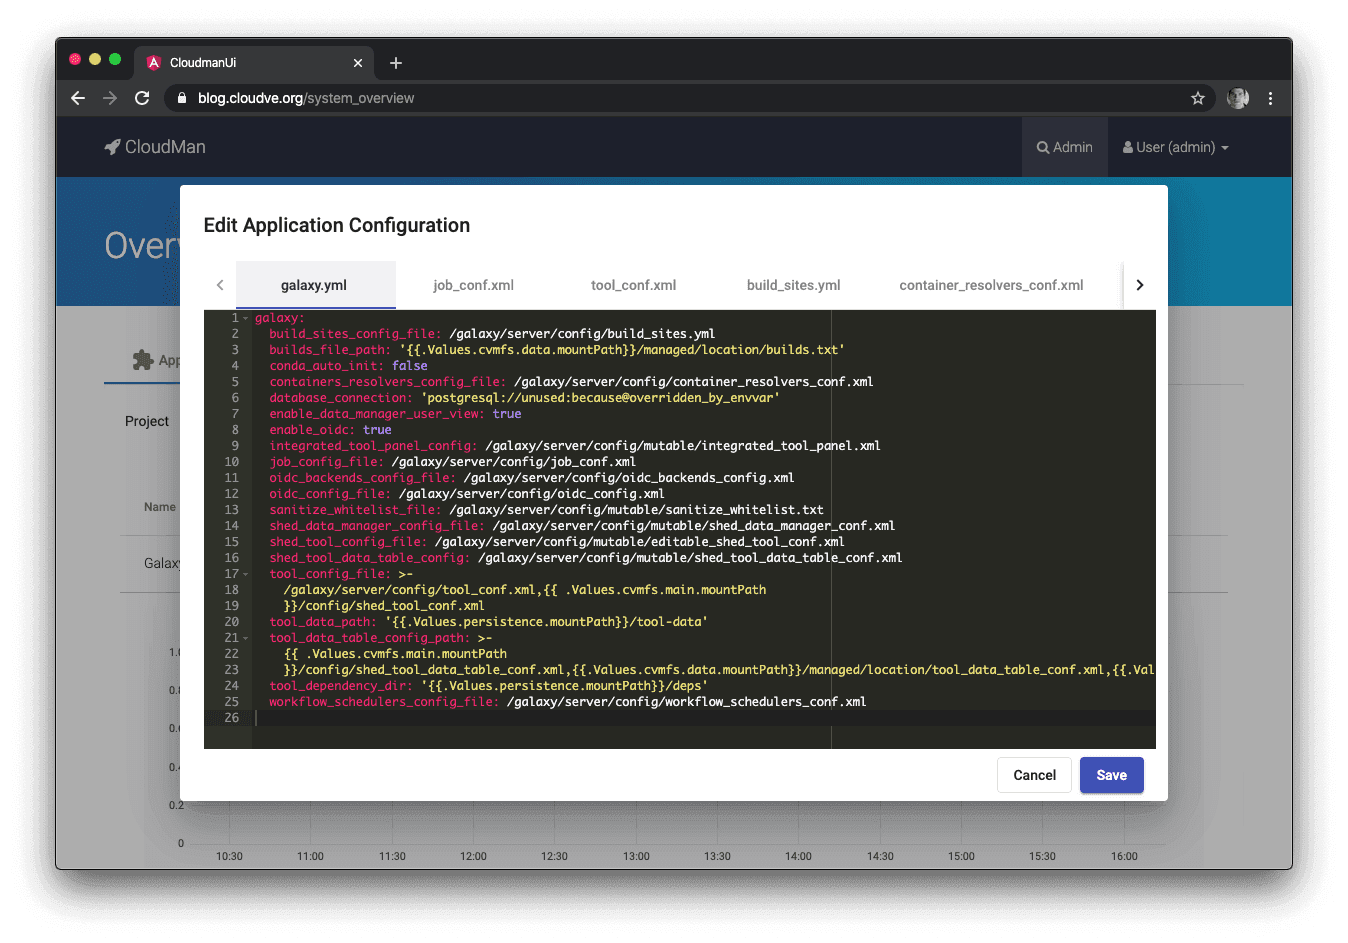 CloudmanUi
blog.cloudve.org/system_overview
CloudMan
Admin
User (admin)
Edit Application Configuration
galaxy.yml
job_conf.xml
tool_conf.xml
build_sites.yml
container_resolvers_conf.xml
1 galaxy:
2 build_sites_config_file: /galaxy/server/config/build_sites.yml
3 builds_file_path: '{{.Values.cvmfs.data.mountPath}}/managed/location/builds.txt'
4 conda_auto_init: false
5 containers_resolvers_config_file: /galaxy/server/config/container_resolvers_conf.xml
6 database_connection: 'postgresql://unused:because@overridden_by_envvar'
7 enable_data_manager_user_view: true
8 enable_oidc: true
9 integrated_tool_panel_config: /galaxy/server/config/mutable/integrated_tool_panel.xml
10 job_config_file: /galaxy/server/config/job_conf.xml
11 oidc_backends_config_file: /galaxy/server/config/oidc_backends_config.xml
12 oidc_config_file: /galaxy/server/config/oidc_config.xml
13 sanitize_whitelist_file: /galaxy/server/config/mutable/sanitize_whitelist.txt
14 shed_data_manager_config_file: /galaxy/server/config/mutable/shed_data_manager_conf.xml
15 shed_tool_config_file: /galaxy/server/config/mutable/editable_shed_tool_conf.xml
16 shed_tool_data_table_config: /galaxy/server/config/mutable/shed_tool_data_table_conf.xml
17 tool_config_file: >-
18 /galaxy/server/config/tool_conf.xml,{{ .Values.cvmfs.main.mountPath
19 }}/config/shed_tool_conf.xml
20 tool_data_path: '{{.Values.persistence.mountPath}}/tool-data'
21 tool_data_table_config_path: >-
22 {{ .Values.cvmfs.main.mountPath
23 }}/config/shed_tool_data_table_conf.xml,{{.Values.cvmfs.data.mountPath}}/managed/location/tool_data_table_conf.xml,{{.Val
24 tool_dependency_dir: '{{.Values.persistence.mountPath}}/deps'
25 workflow_schedulers_config_file: /galaxy/server/config/workflow_schedulers_conf.xml
26
Cancel
Save
Over
App
Project
Name
Galaxy
1.0
0.8
0.6
0.4
0.2
0
10:30 11:00 11:30 12:00 12:30 13:00 13:30 14:00 14:30 15:00 15:30 16:00